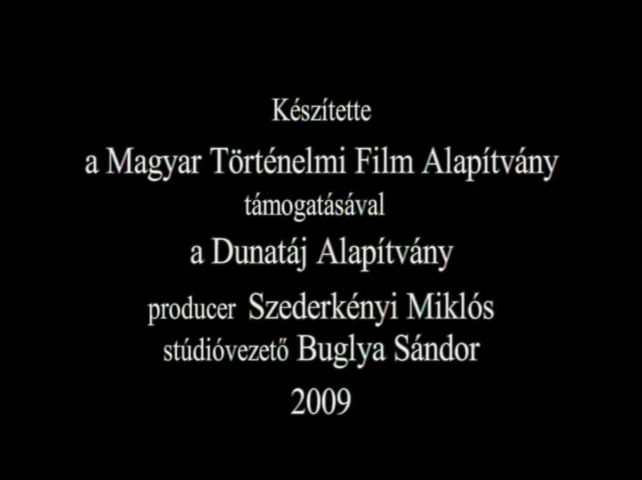 Készítette
a Magyar Történelmi Film Alapítvány
támogatásával
a Dunatáj Alapítvány
producer Szederkényi Miklós
stúdióvezető Buglya Sándor
2009